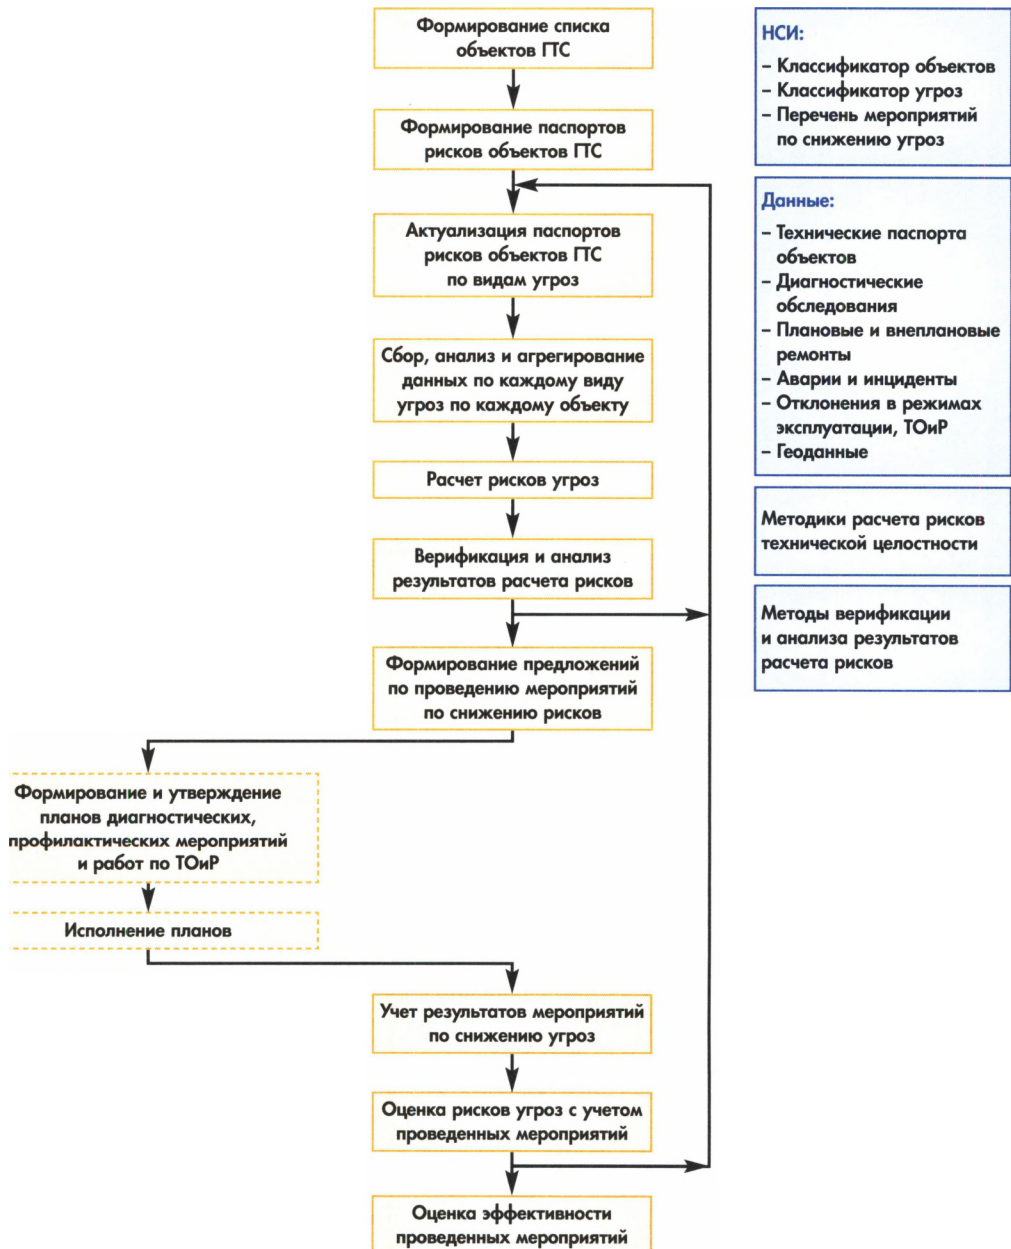 Формирование списка
объектов ГТС
Формирование паспортов
рисков объектов ГТС
Актуализация паспортов
рисков объектов ГТС
по видам угроз
Сбор, анализ и агрегирование
данных по каждому виду
угроз по каждому объекту
Расчет рисков угроз
Верификация и анализ
результатов расчета рисков
Формирование предложений
по проведению мероприятий
по снижению рисков
Формирование и утверждение
планов диагностических,
профилактических мероприятий
и работ по ТОиР
Исполнение планов
Учет результатов мероприятий
по снижению угроз
Оценка рисков угроз с учетом
проведенных мероприятий
Оценка эффективности
проведенных мероприятий
НСИ:
– Классификатор объектов
– Классификатор угроз
– Перечень мероприятий
по снижению угроз
Данные:
– Технические паспорта
объектов
– Диагностические
обследования
– Плановые и внеплановые
ремонты
– Аварии и инциденты
– Отклонения в режимах
эксплуатации, ТОиР
– Геоданные
Методики расчета рисков
технической целостности
Методы верификации
и анализа результатов
расчета рисков